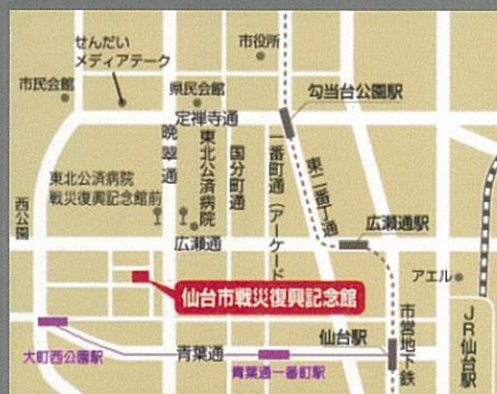 せんだい
メディアテーク
市役所
市民会館
県民会館
勾当台公園駅
定禅寺通
晩翠通
東北公済病院
国分町通
一番町通（アーケード
東二番丁通
東北公済病院
戦災復興記念館前
西公園
広瀬通
広瀬通駅
アエル
仙台市戦災復興記念館
仙台駅
市営地下鉄
JR仙台駅
大町西公園駅
青葉通
青葉通一番町駅